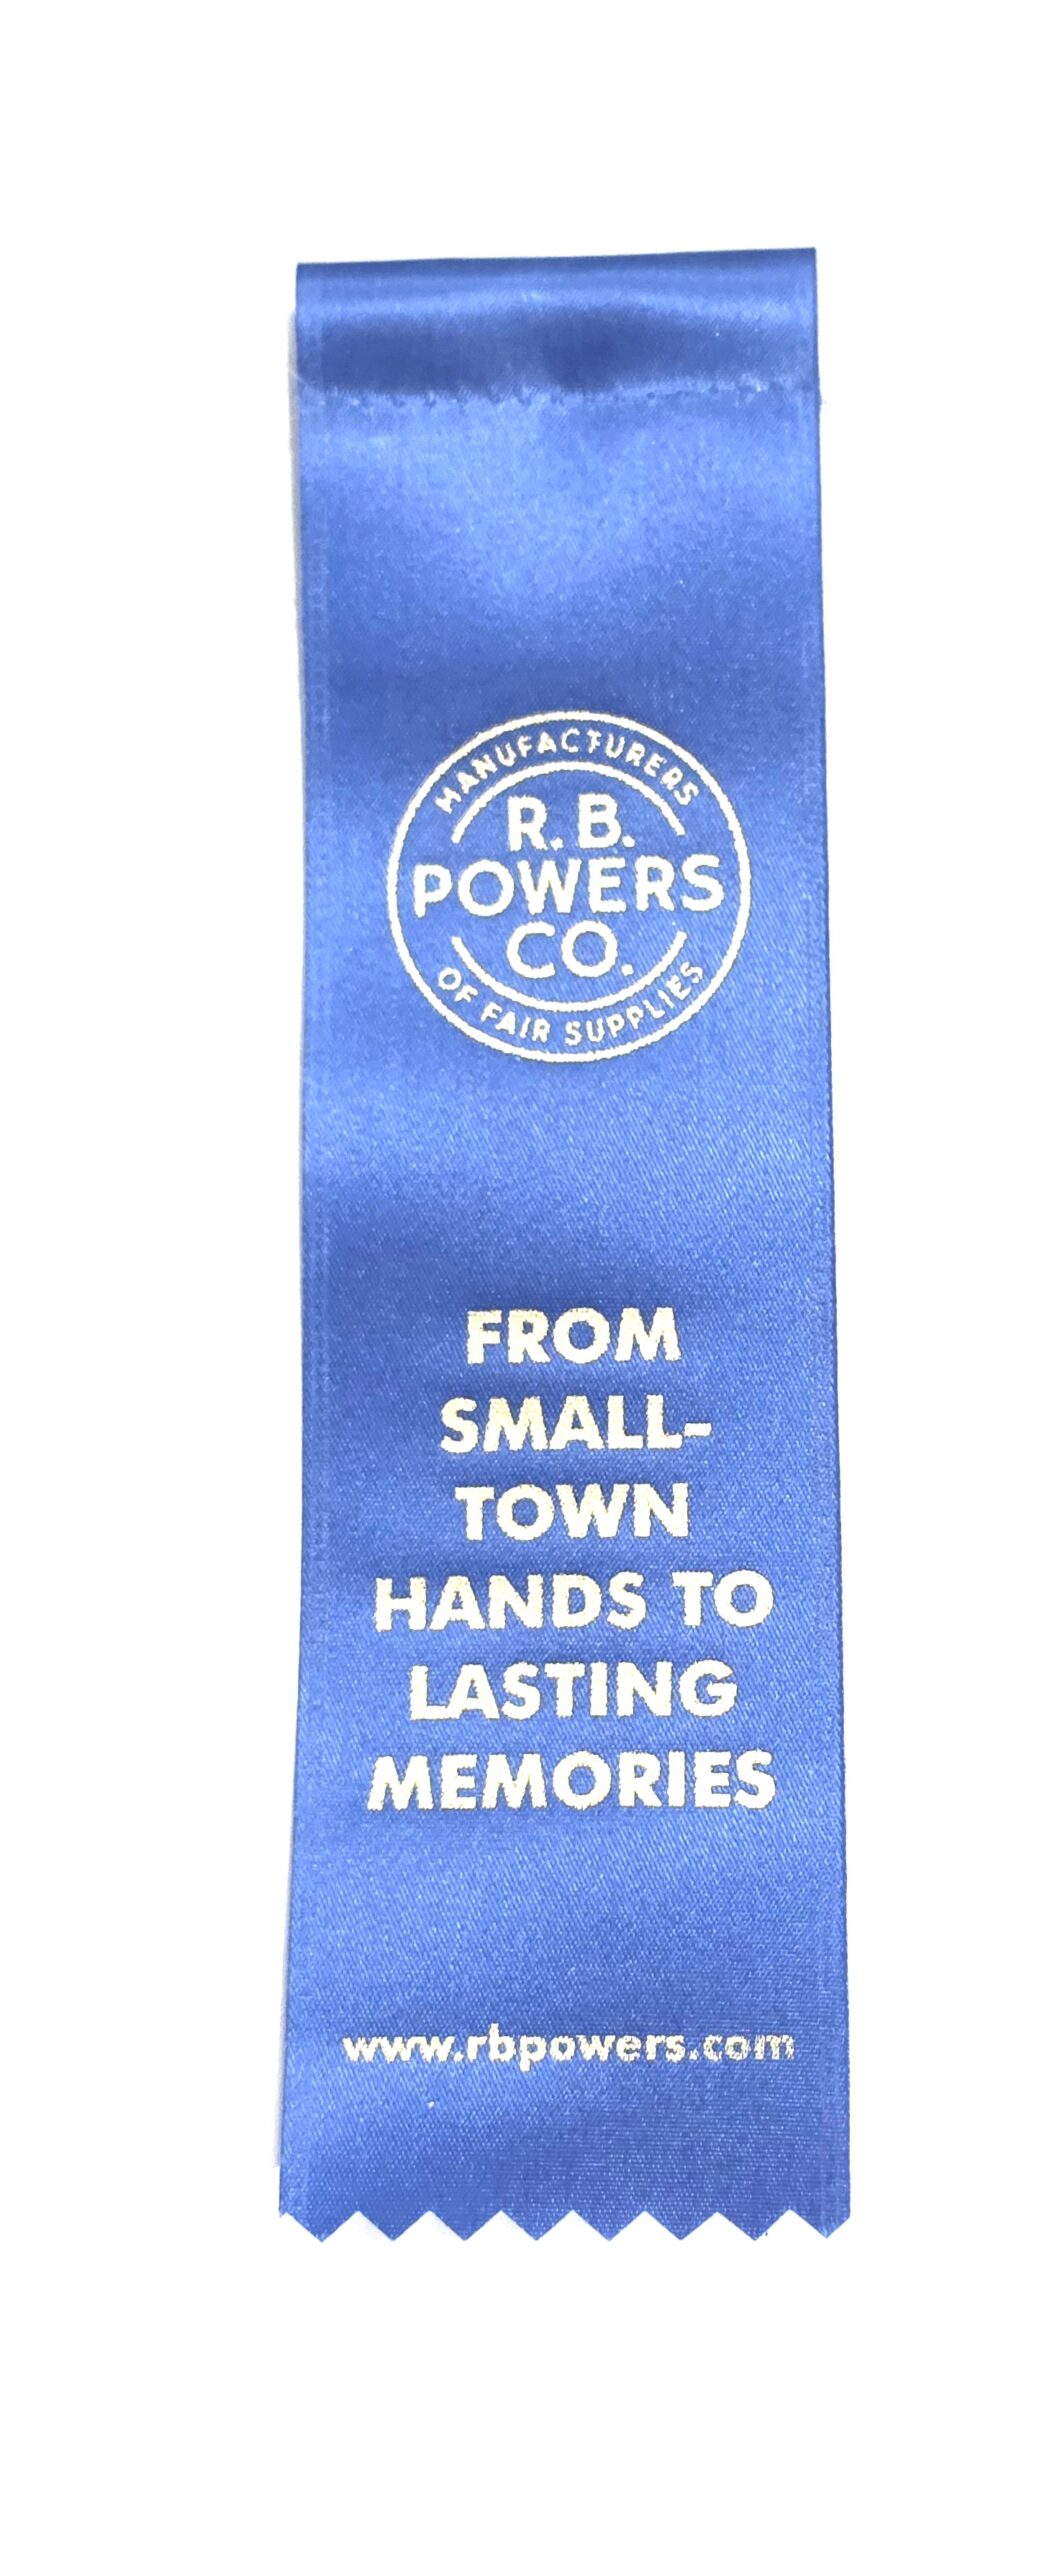 MANUFACTURERS
R. B.
POWERS
CO.
OF FAIR SUPPLIES
FROM
SMALL-
TOWN
HANDS TO
LASTING
MEMORIES
www.rbpowers.com